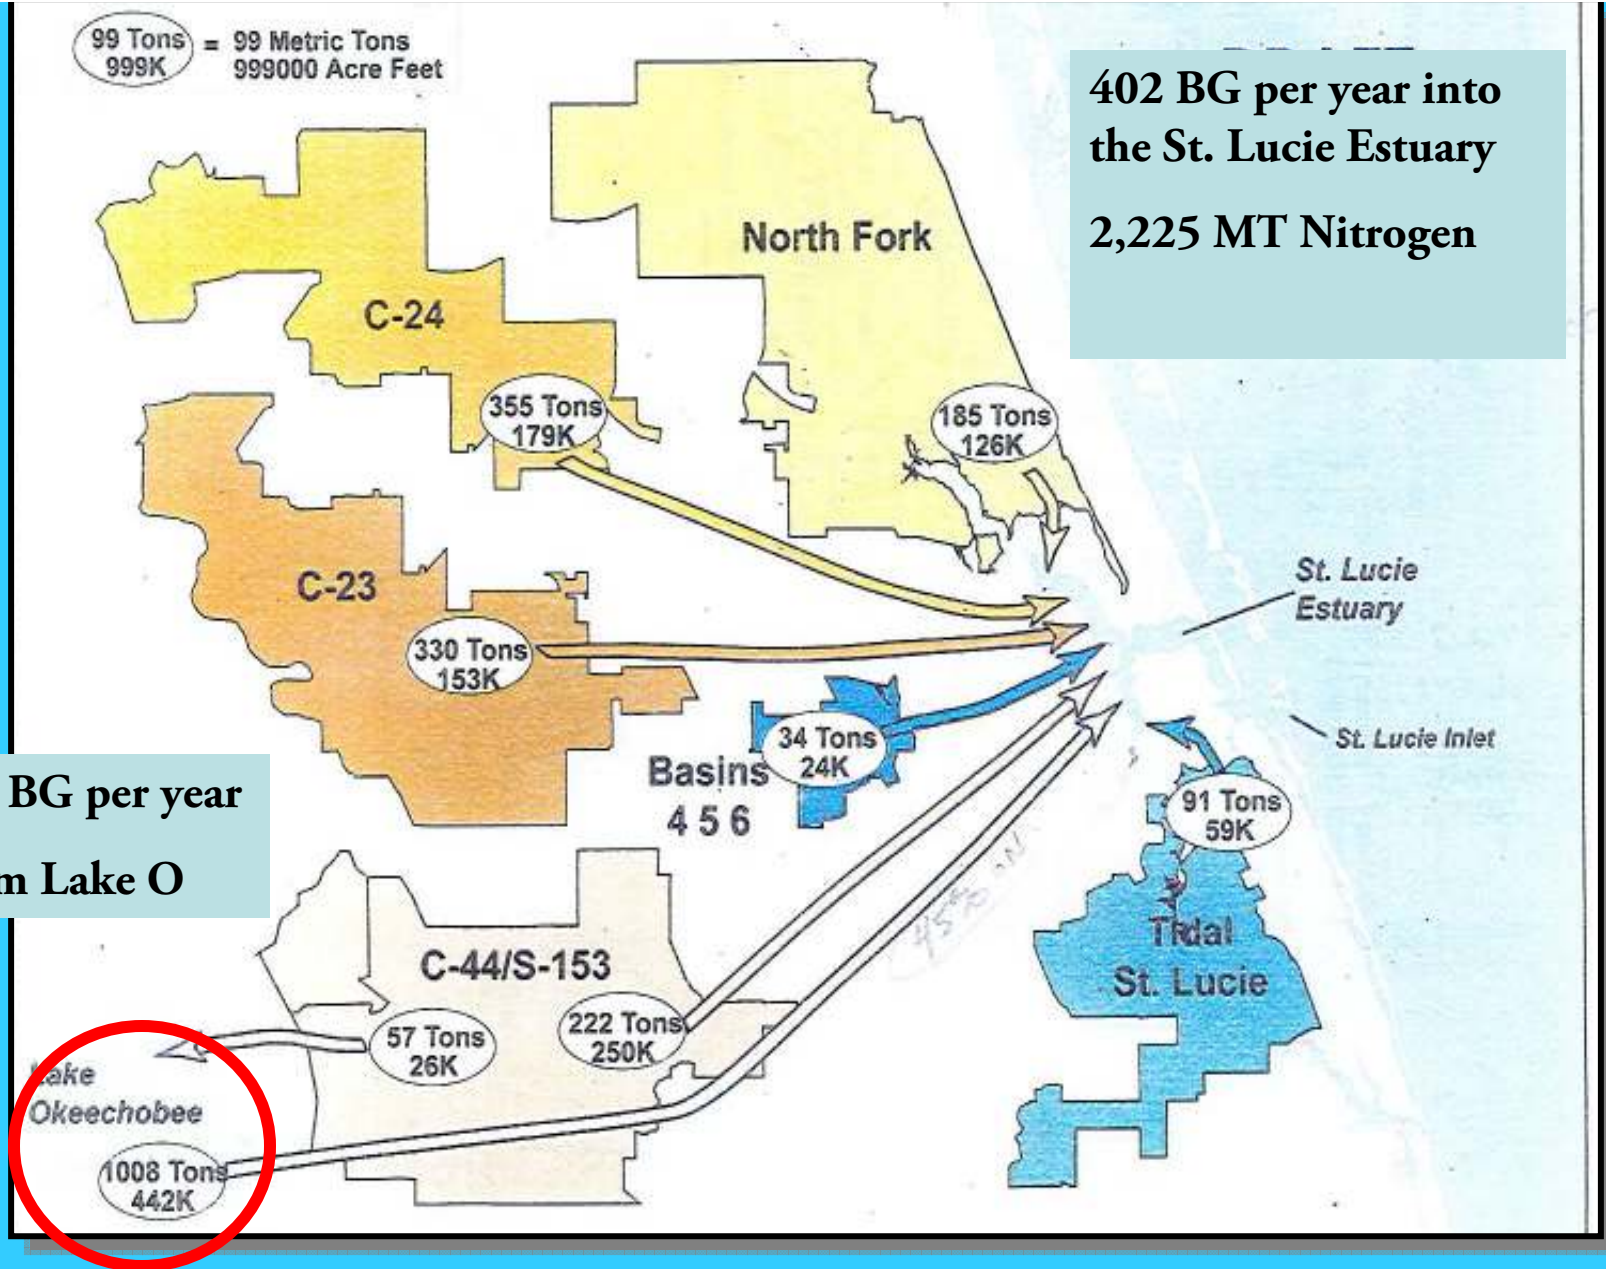 99 Tons = 99 Metric Tons
999K 999000 Acre Feet
402 BG per year into
the St. Lucie Estuary
2,225 MT Nitrogen
North Fork
C-24
355 Tons
179K
185 Tons
126K
C-23
330 Tons
153K
St. Lucie
Estuary
St. Lucie Inlet
34 Tons
24K
Basins
4 5 6
BG per year
m Lake O
91 Tons
59K
45% ON
Tidal
St. Lucie
C-44/S-153
57 Tons
26K
222 Tons
250K
Lake
Okeechobee
1008 Tons
442K